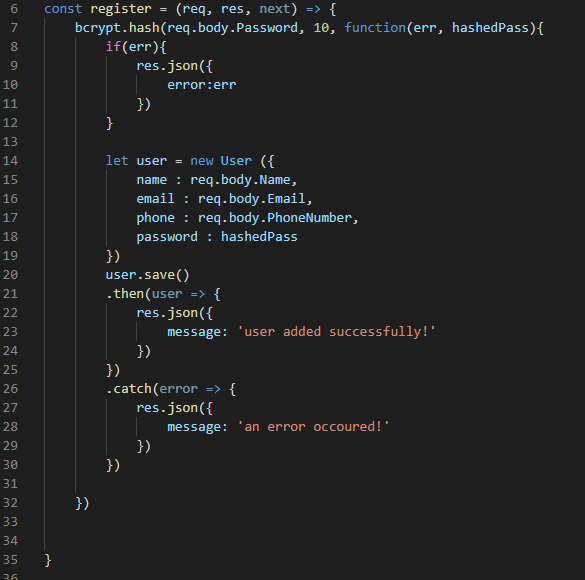 6 const register = (req, res, next) => {
7 bcrypt.hash(req.body.Password, 10, function(err, hashedPass){
8 if(err){
9 res.json({
10 error:err
11 })
12 }
13
14 let user = new User ({
15 name : req.body.Name,
16 email : req.body.Email,
17 phone : req.body.PhoneNumber,
18 password : hashedPass
19 })
20 user.save()
21 .then(user => {
22 res.json({
23 message: 'user added successfully!'
24 })
25 })
26 .catch(error => {
27 res.json({
28 message: 'an error occoured!'
29 })
30 })
31
32 })
33
34
35 }
36